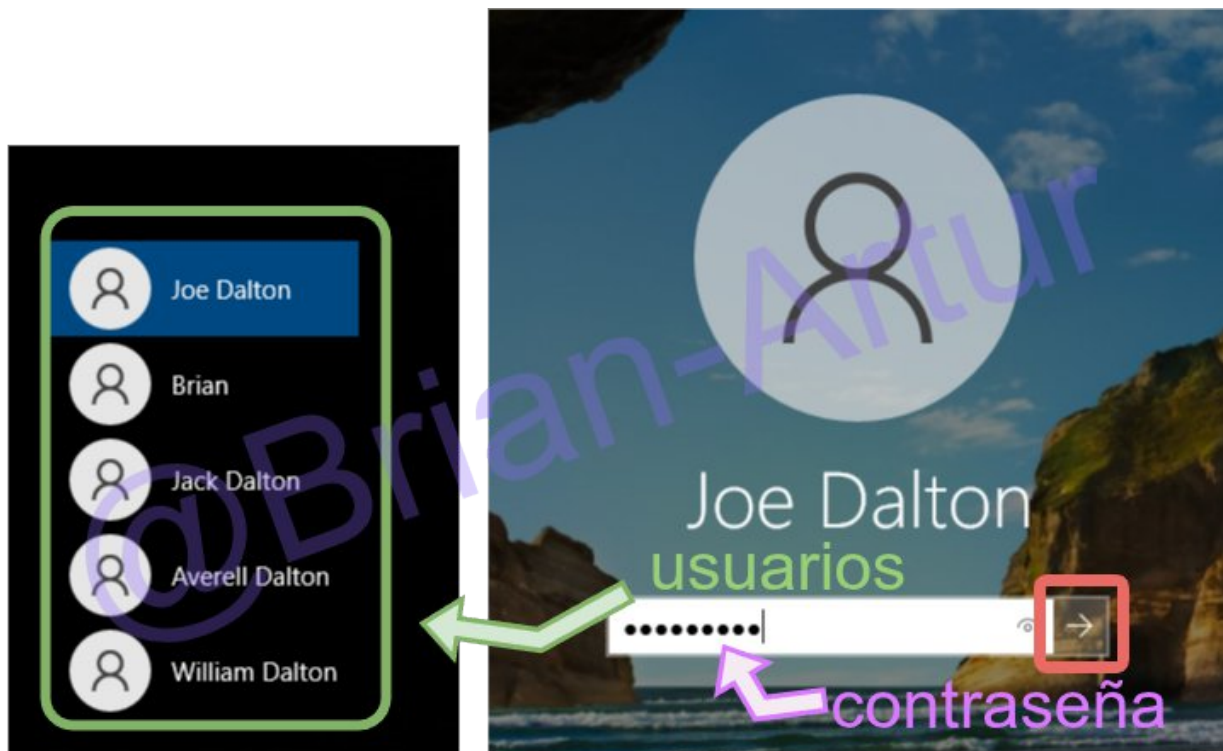 Joe Dalton
Brian
Jack Dalton
Averell Dalton
William Dalton
Joe Dalton
usuarios
•••••••••
contraseña
@Brian-Artur